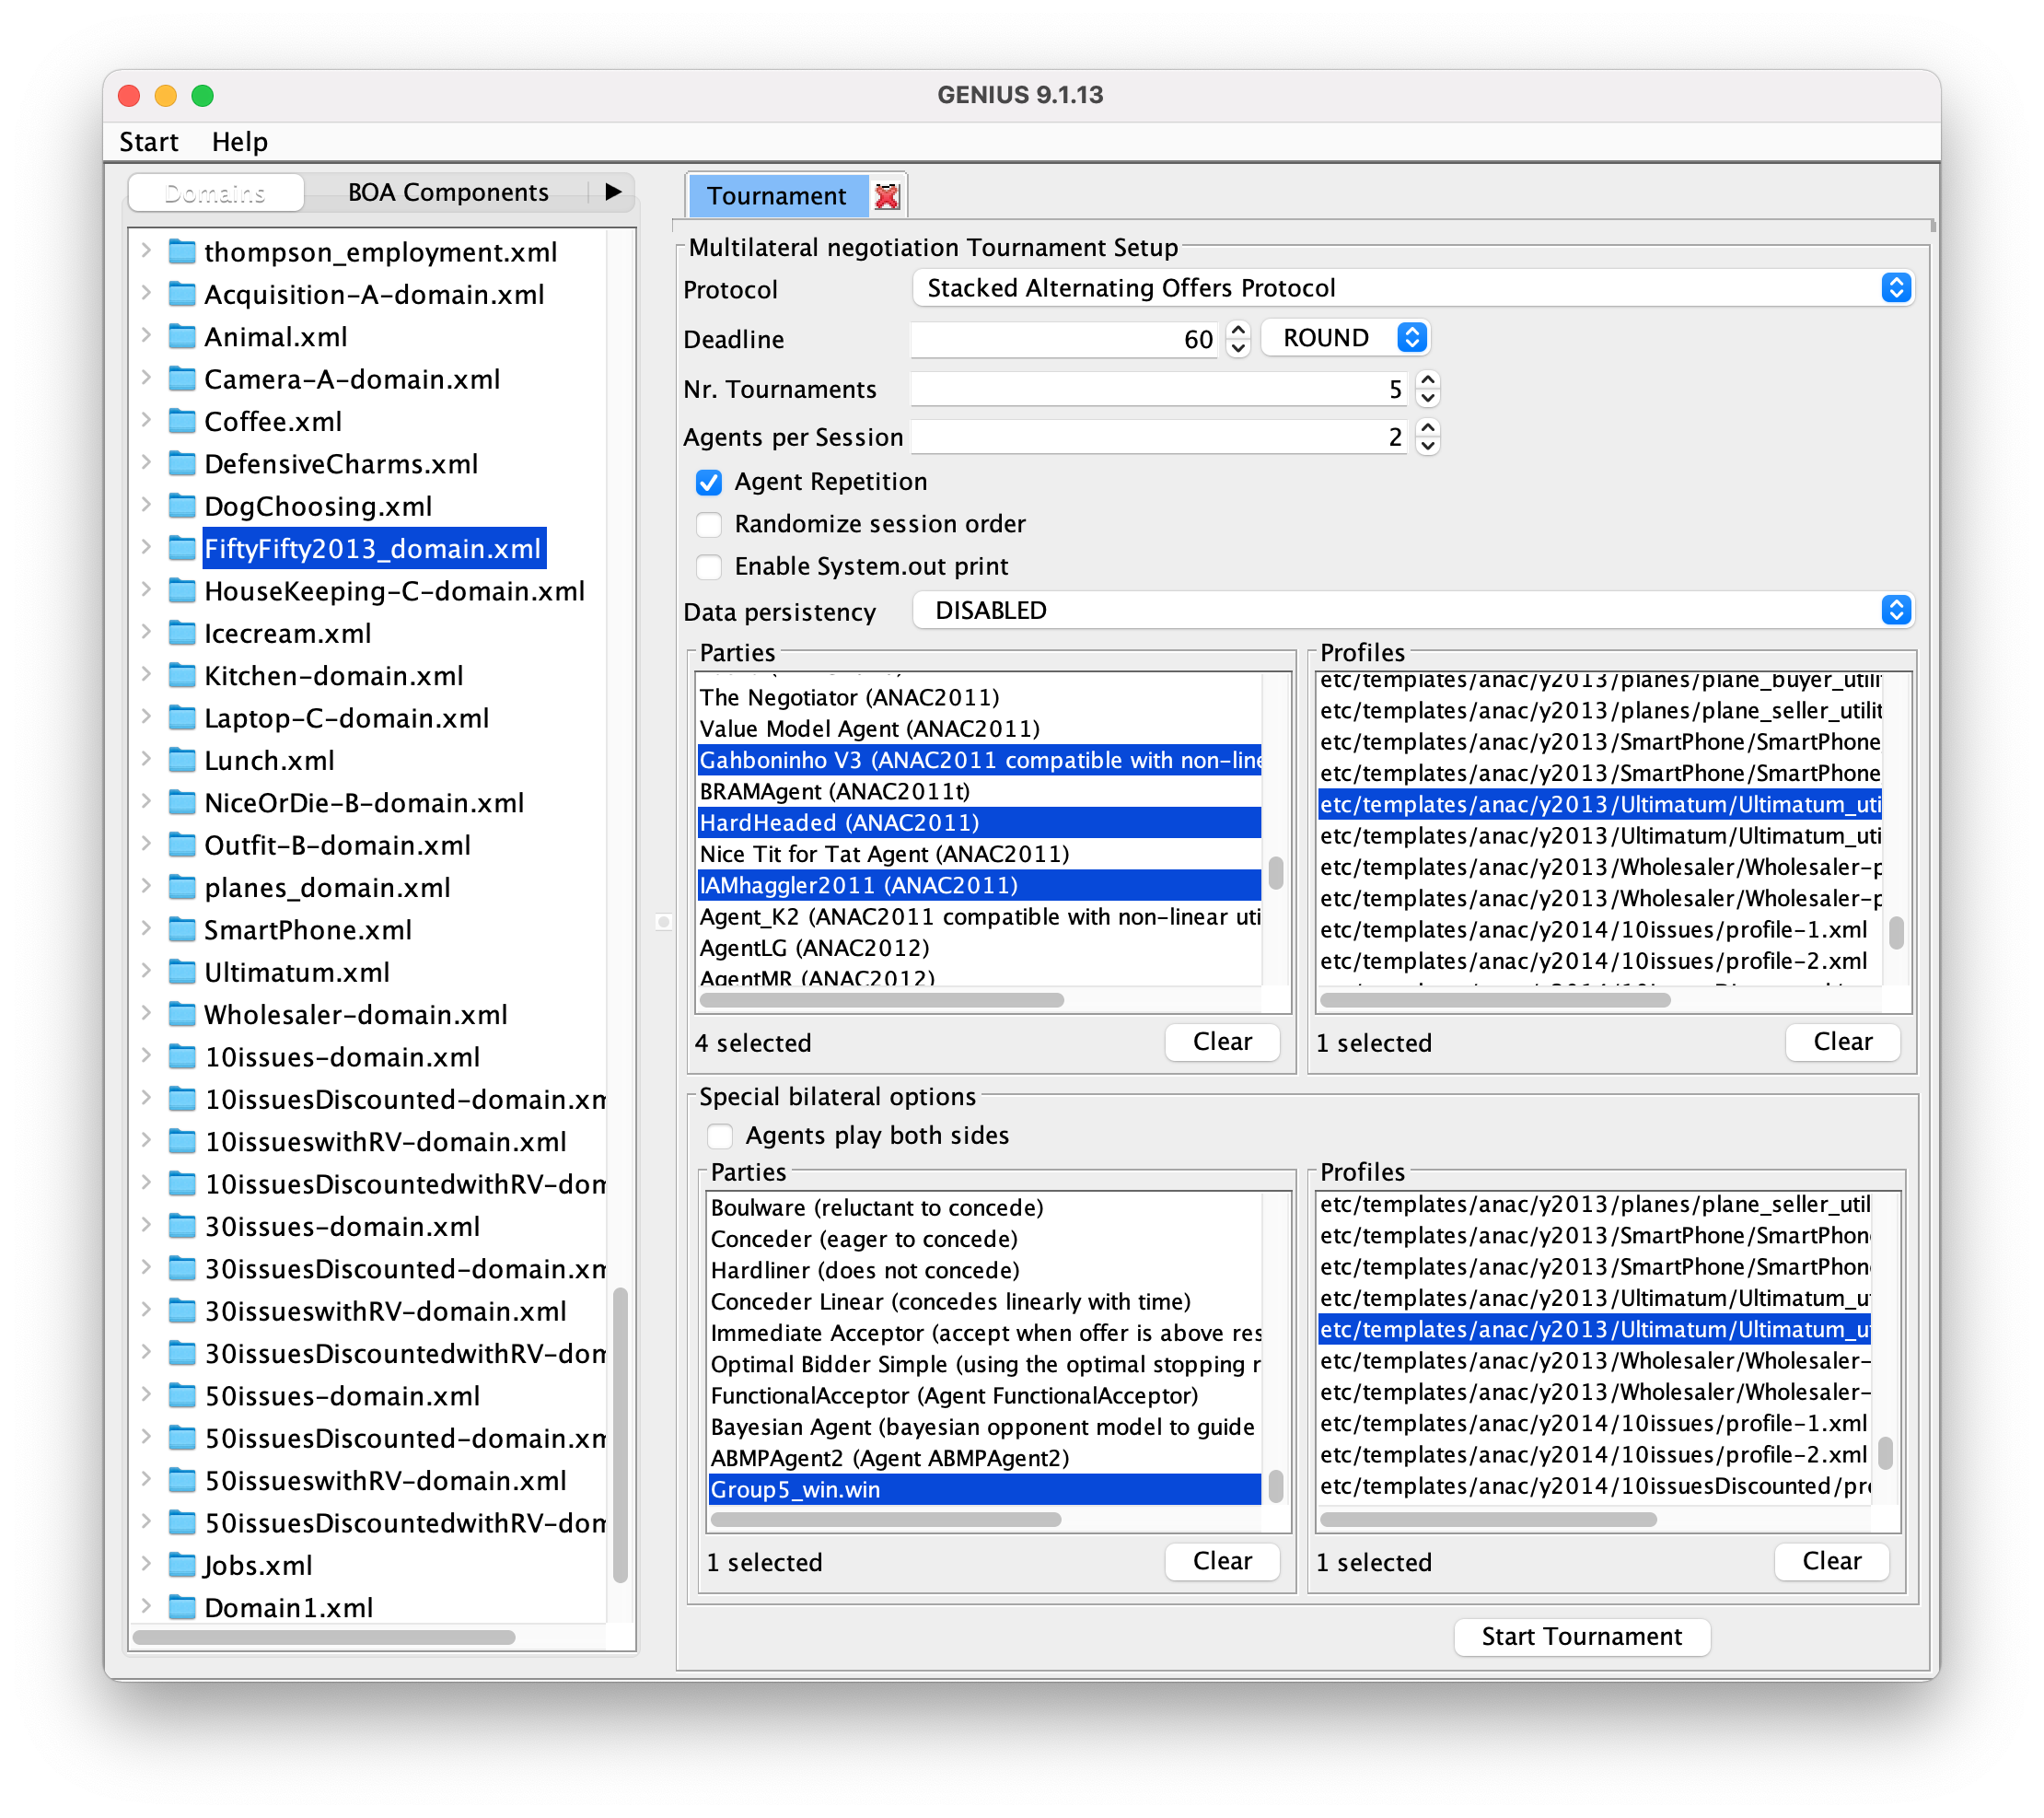 GENIUS 9.1.13
Start Help
Domains BOA Components
thompson_employment.xml
Acquisition-A-domain.xml
Animal.xml
Camera-A-domain.xml
Coffee.xml
DefensiveCharms.xml
DogChoosing.xml
FiftyFifty2013_domain.xml
HouseKeeping-C-domain.xml
Icecream.xml
Kitchen-domain.xml
Laptop-C-domain.xml
Lunch.xml
NiceOrDie-B-domain.xml
Outfit-B-domain.xml
planes_domain.xml
SmartPhone.xml
Ultimatum.xml
Wholesaler-domain.xml
10issues-domain.xml
10issuesDiscounted-domain.xm
10issueswithRV-domain.xml
10issuesDiscountedwithRV-dom
30issues-domain.xml
30issuesDiscounted-domain.xm
30issueswithRV-domain.xml
30issuesDiscountedwithRV-dom
50issues-domain.xml
50issuesDiscounted-domain.xm
50issueswithRV-domain.xml
50issuesDiscountedwithRV-dom
Jobs.xml
Domain1.xml
Tournament
Multilateral negotiation Tournament Setup
Protocol Stacked Alternating Offers Protocol
Deadline 60 ROUND
Nr. Tournaments 5
Agents per Session 2
Agent Repetition
Randomize session order
Enable System.out print
Data persistency DISABLED
Parties
The Negotiator (ANAC2011)
Value Model Agent (ANAC2011)
Gahboninho V3 (ANAC2011 compatible with non-line
BRAMAgent (ANAC2011t)
HardHeaded (ANAC2011)
Nice Tit for Tat Agent (ANAC2011)
IAMhaggler2011 (ANAC2011)
Agent_K2 (ANAC2011 compatible with non-linear uti
AgentLG (ANAC2012)
AgentMR (ANAC2012)
4 selected Clear
Profiles
etc/templates/anac/y2013/planes/plane_buyer_utili
etc/templates/anac/y2013/planes/plane_seller_utilit
etc/templates/anac/y2013/SmartPhone/SmartPhone
etc/templates/anac/y2013/SmartPhone/SmartPhone
etc/templates/anac/y2013/Ultimatum/Ultimatum_uti
etc/templates/anac/y2013/Ultimatum/Ultimatum_uti
etc/templates/anac/y2013/Wholesaler/Wholesaler-p
etc/templates/anac/y2013/Wholesaler/Wholesaler-p
etc/templates/anac/y2014/10issues/profile-1.xml
etc/templates/anac/y2014/10issues/profile-2.xml
1 selected Clear
Special bilateral options
Agents play both sides
Parties
Boulware (reluctant to concede)
Conceder (eager to concede)
Hardliner (does not concede)
Conceder Linear (concedes linearly with time)
Immediate Acceptor (accept when offer is above res
Optimal Bidder Simple (using the optimal stopping r
FunctionalAcceptor (Agent FunctionalAcceptor)
Bayesian Agent (bayesian opponent model to guide
ABMPAgent2 (Agent ABMPAgent2)
Group5_win.win
1 selected Clear
Profiles
etc/templates/anac/y2013/planes/plane_seller_util
etc/templates/anac/y2013/SmartPhone/SmartPhon
etc/templates/anac/y2013/SmartPhone/SmartPhon
etc/templates/anac/y2013/Ultimatum/Ultimatum_u
etc/templates/anac/y2013/Ultimatum/Ultimatum_u
etc/templates/anac/y2013/Wholesaler/Wholesaler-
etc/templates/anac/y2013/Wholesaler/Wholesaler-
etc/templates/anac/y2014/10issues/profile-1.xml
etc/templates/anac/y2014/10issues/profile-2.xml
etc/templates/anac/y2014/10issuesDiscounted/pr
1 selected Clear
Start Tournament